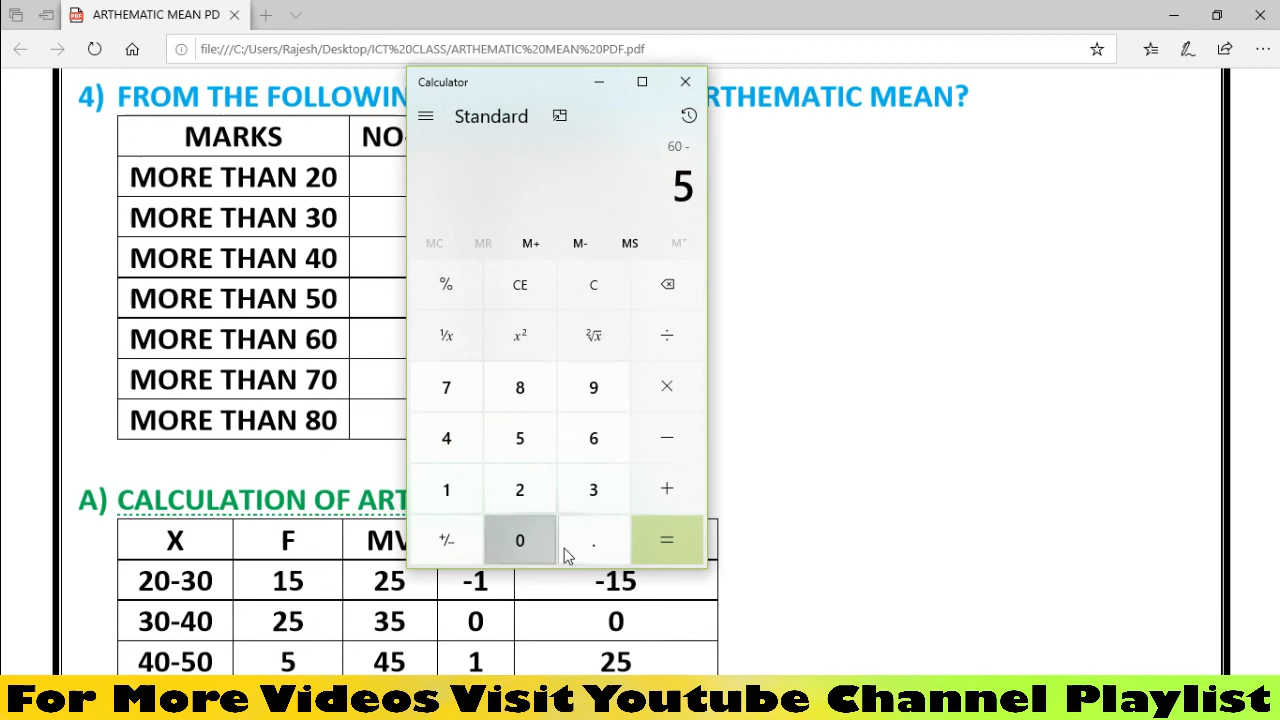 ARTHEMATIC MEAN PD
file:///C:/Users/Rajesh/Desktop/ICT%20CLASS/ARTHEMATIC%20MEAN%20PDF.pdf
4) FROM THE FOLLOWIN RTHEMATIC MEAN?
MARKS NO
MORE THAN 20
MORE THAN 30
MORE THAN 40
MORE THAN 50
MORE THAN 60
MORE THAN 70
MORE THAN 80
Calculator
Standard
60 -
5
MC MR M+ M- MS M˅
% CE C
¹/x x² ²√x ÷
7 8 9 ×
4 5 6 −
1 2 3 +
+/− 0 . =
A) CALCULATION OF ART
X F MV
20-30 15 25 -1 -15
30-40 25 35 0 0
40-50 5 45 1 25
For More Videos Visit Youtube Channel Playlist